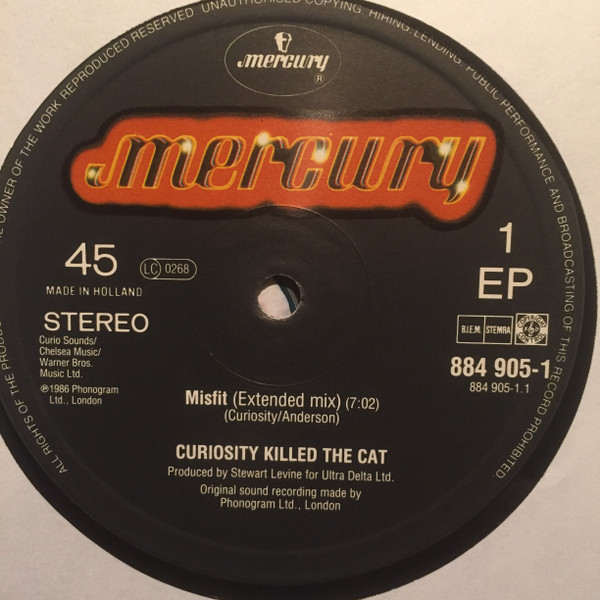 ALL RIGHTS OF THE PRODUC
E OWNER OF THE WORK REPRODUCED RESERVED UNAUTHORISED COPYING, HIRING, LENDING, PUBLIC PERFORMANCE AND BROADCASTING OF THIS RECORD PROHIBITED
mercury
®
mercury
45
LC 0268
1
MADE IN HOLLAND
EP
STEREO
B.I.E.M. STEMRA
Curio Sounds/
Chelsea Music/
Warner Bros.
Music Ltd.
℗1986 Phonogram
Ltd., London
884 905-1
884 905-1.1
Misfit (Extended mix) (7:02)
(Curiosity/Anderson)
CURIOSITY KILLED THE CAT
Produced by Stewart Levine for Ultra Delta Ltd.
Original sound recording made by
Phonogram Ltd., London